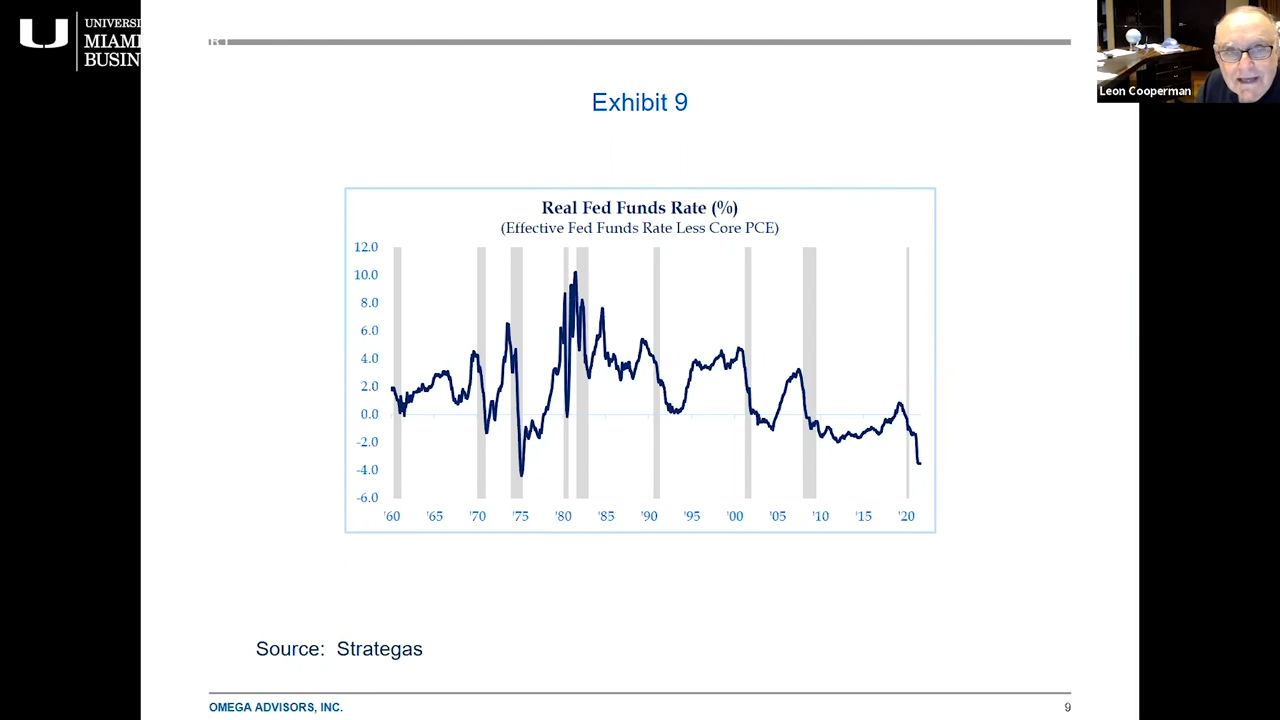 UNIVERSI
MIAMI
BUSIN
Leon Cooperman
Exhibit 9
Real Fed Funds Rate (%)
(Effective Fed Funds Rate Less Core PCE)
12.0
10.0
8.0
6.0
4.0
2.0
0.0
-2.0
-4.0
-6.0
'60 '65 '70 '75 '80 '85 '90 '95 '00 '05 '10 '15 '20
Source: Strategas
OMEGA ADVISORS, INC. 9